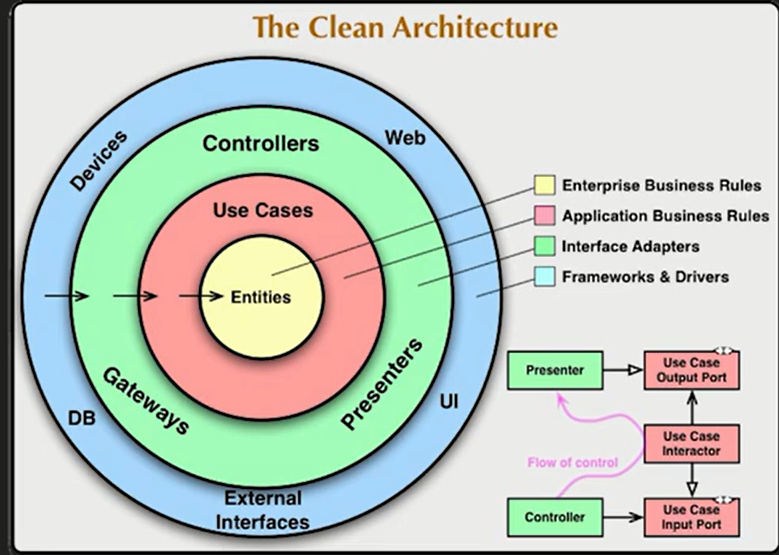 The Clean Architecture
Devices
Web
Controllers
Use Cases
Entities
Gateways
Presenters
DB
UI
External
Interfaces
Enterprise Business Rules
Application Business Rules
Interface Adapters
Frameworks & Drivers
Presenter
Use Case
Output Port
Use Case
Interactor
Flow of control
Controller
Use Case
Input Port